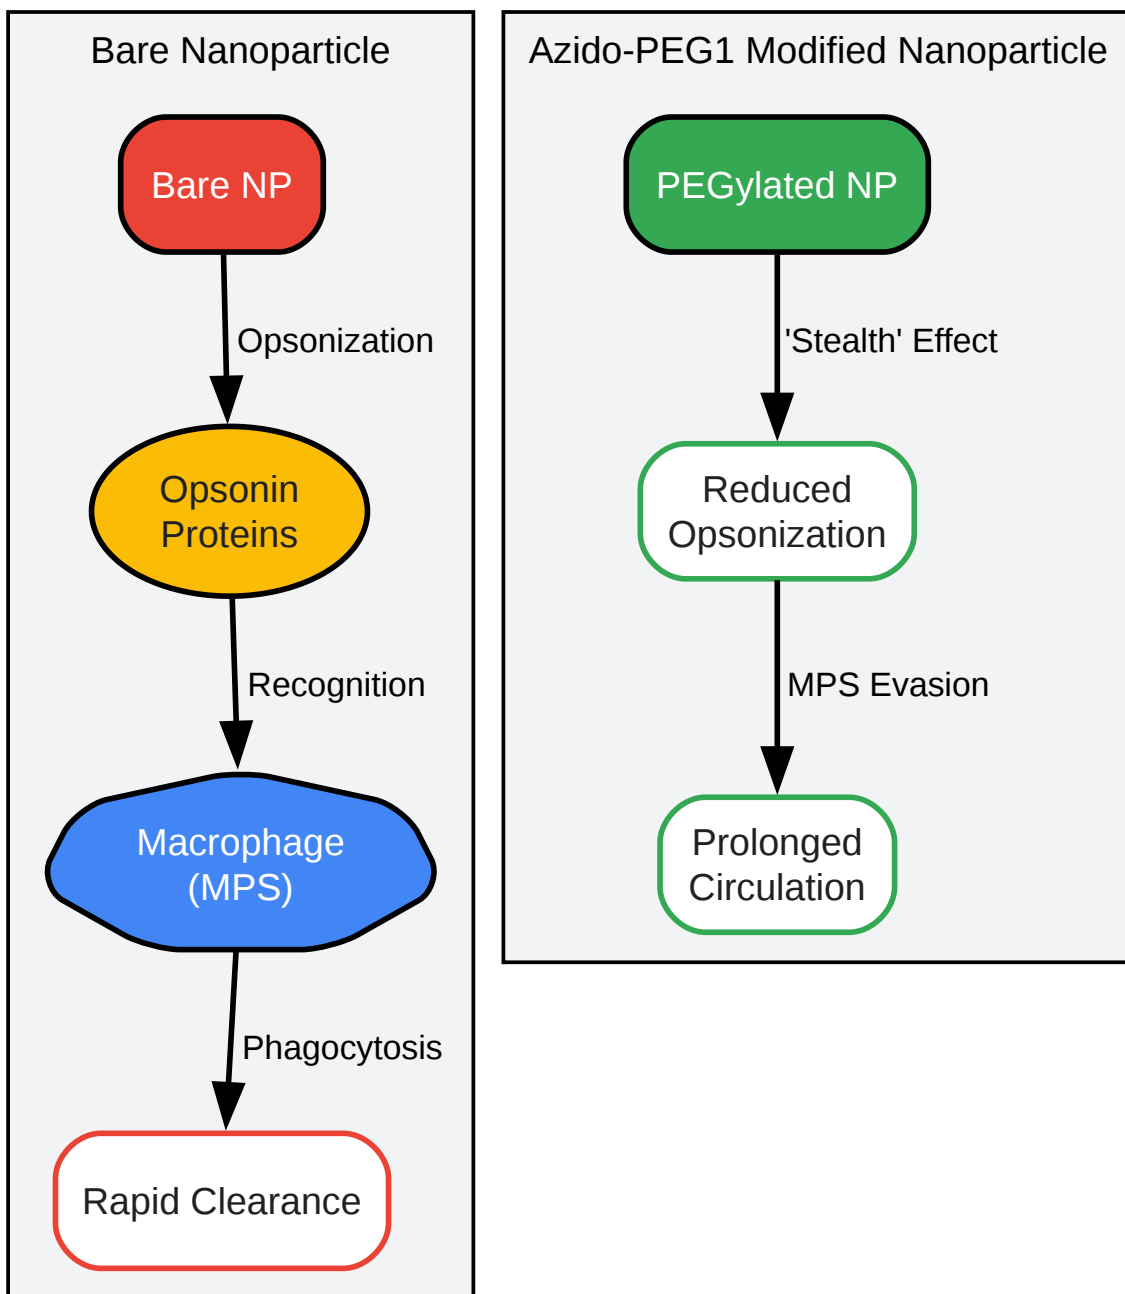 Bare Nanoparticle
Bare NP
Opsonization
Opsonin
Proteins
Recognition
Macrophage
(MPS)
Phagocytosis
Rapid Clearance
Azido-PEG1 Modified Nanoparticle
PEGylated NP
'Stealth' Effect
Reduced
Opsonization
MPS Evasion
Prolonged
Circulation